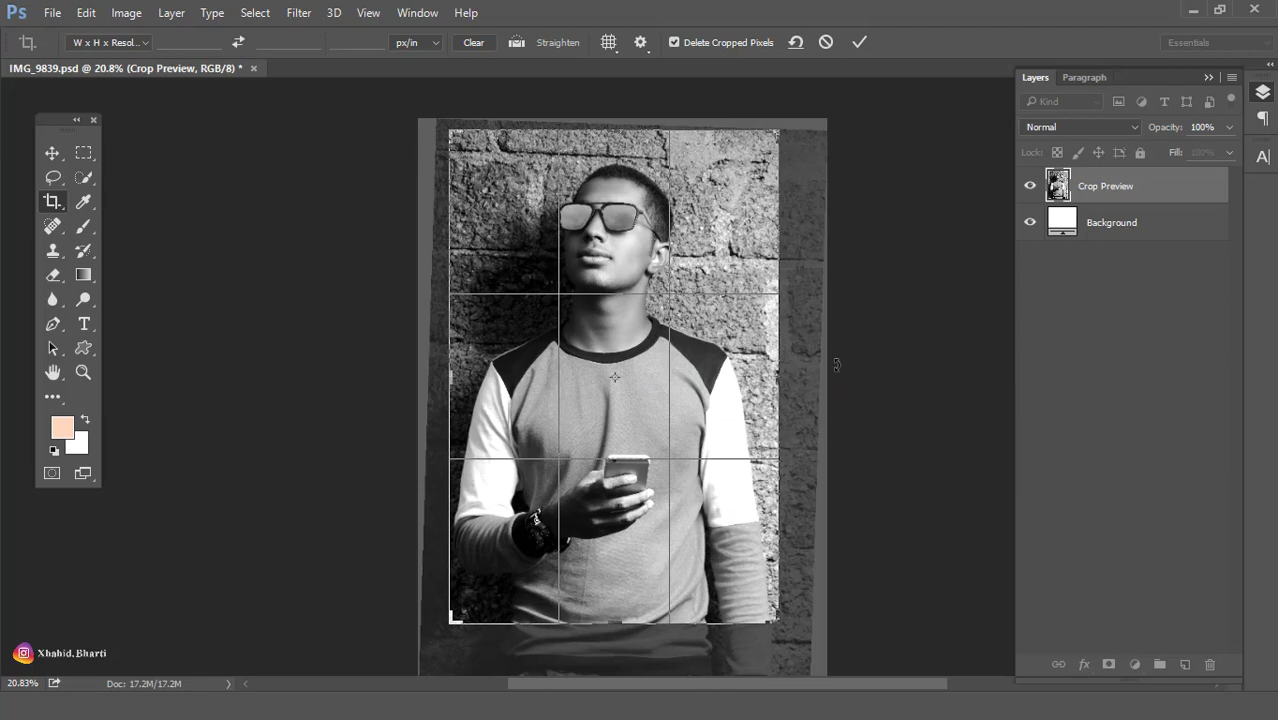 Ps File Edit Image Layer Type Select Filter 3D View Window Help
W x H x Resol... px/in Clear Straighten Delete Cropped Pixels Essentials
IMG_9839.psd @ 20.8% (Crop Preview, RGB/8) * ×
Layers Paragraph
Kind
Normal Opacity: 100%
Lock: Fill: 100%
Crop Preview
Background
Xhahid.Bharti
20.83% Doc: 17.2M/17.2M